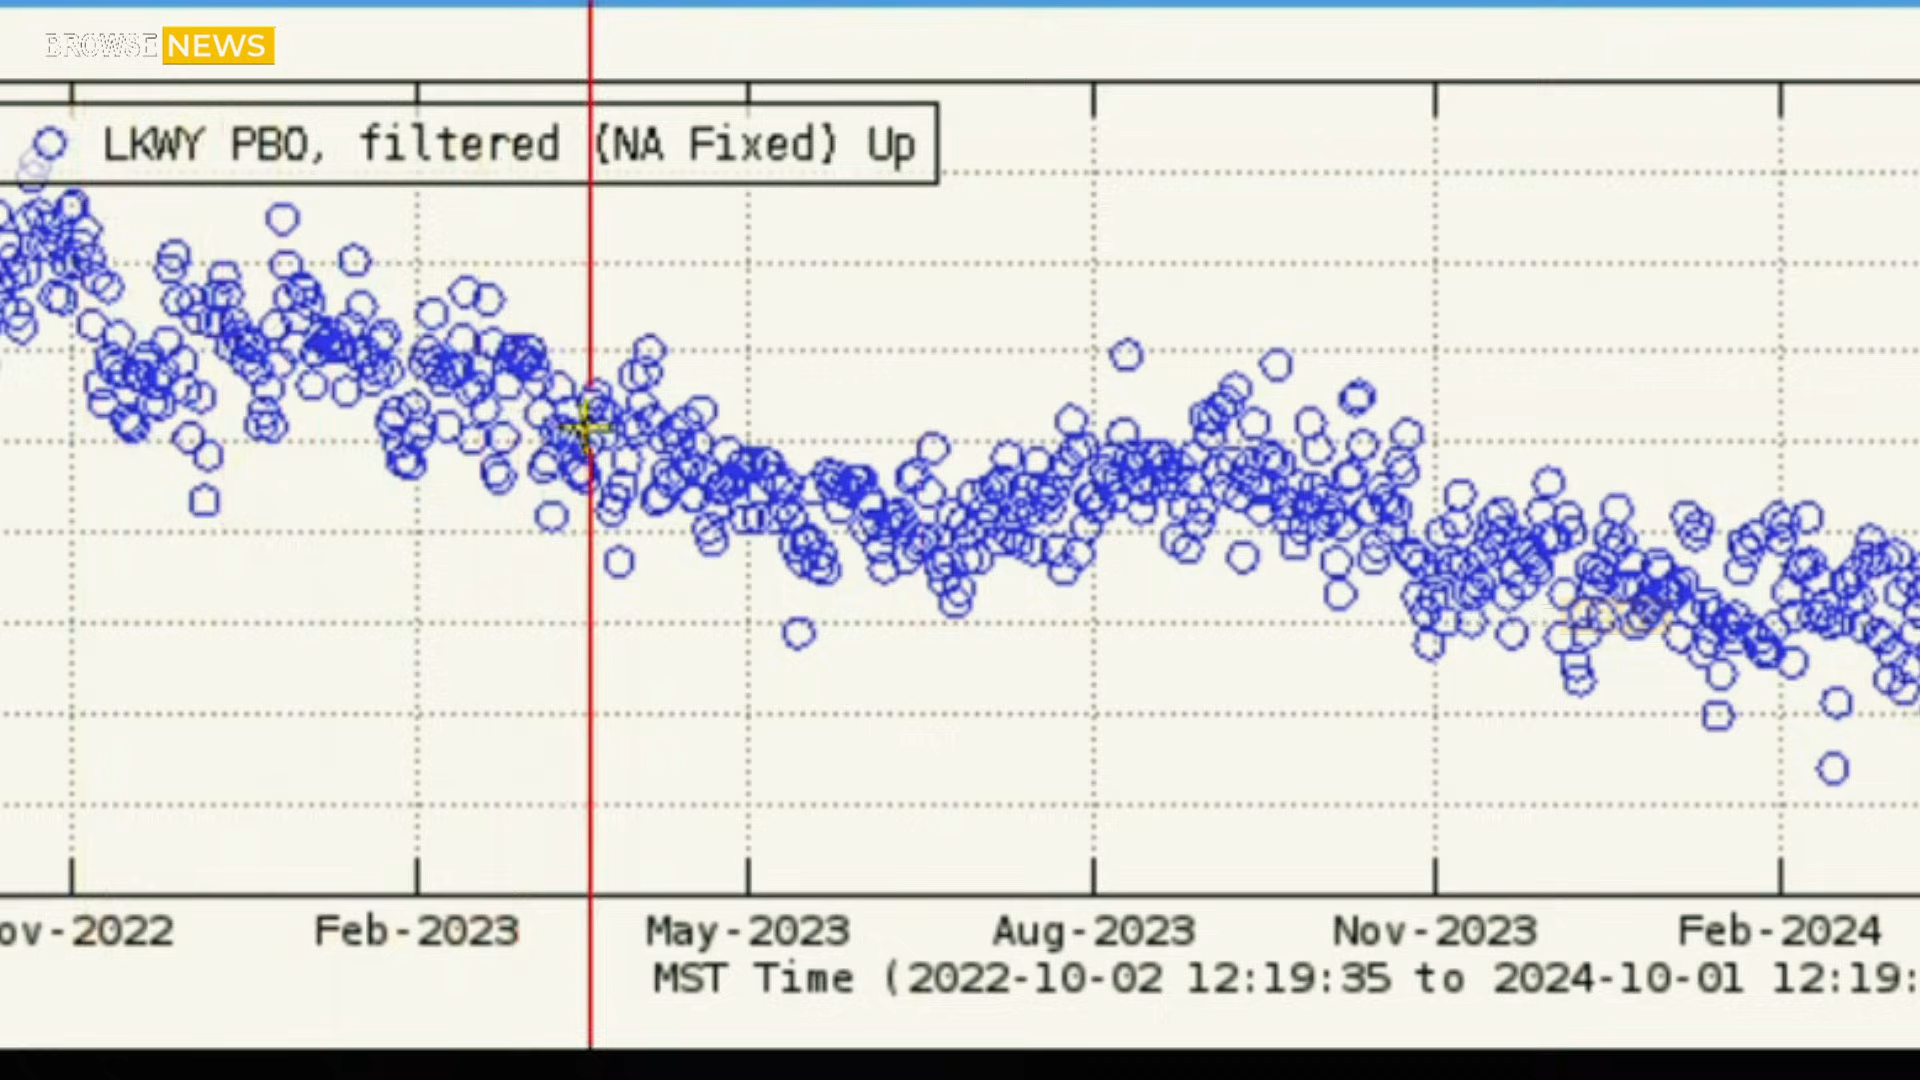 BROWSE NEWS
LKWY PBO, filtered (NA Fixed) Up
ov-2022 Feb-2023 May-2023 Aug-2023 Nov-2023 Feb-2024
MST Time (2022-10-02 12:19:35 to 2024-10-01 12:19: